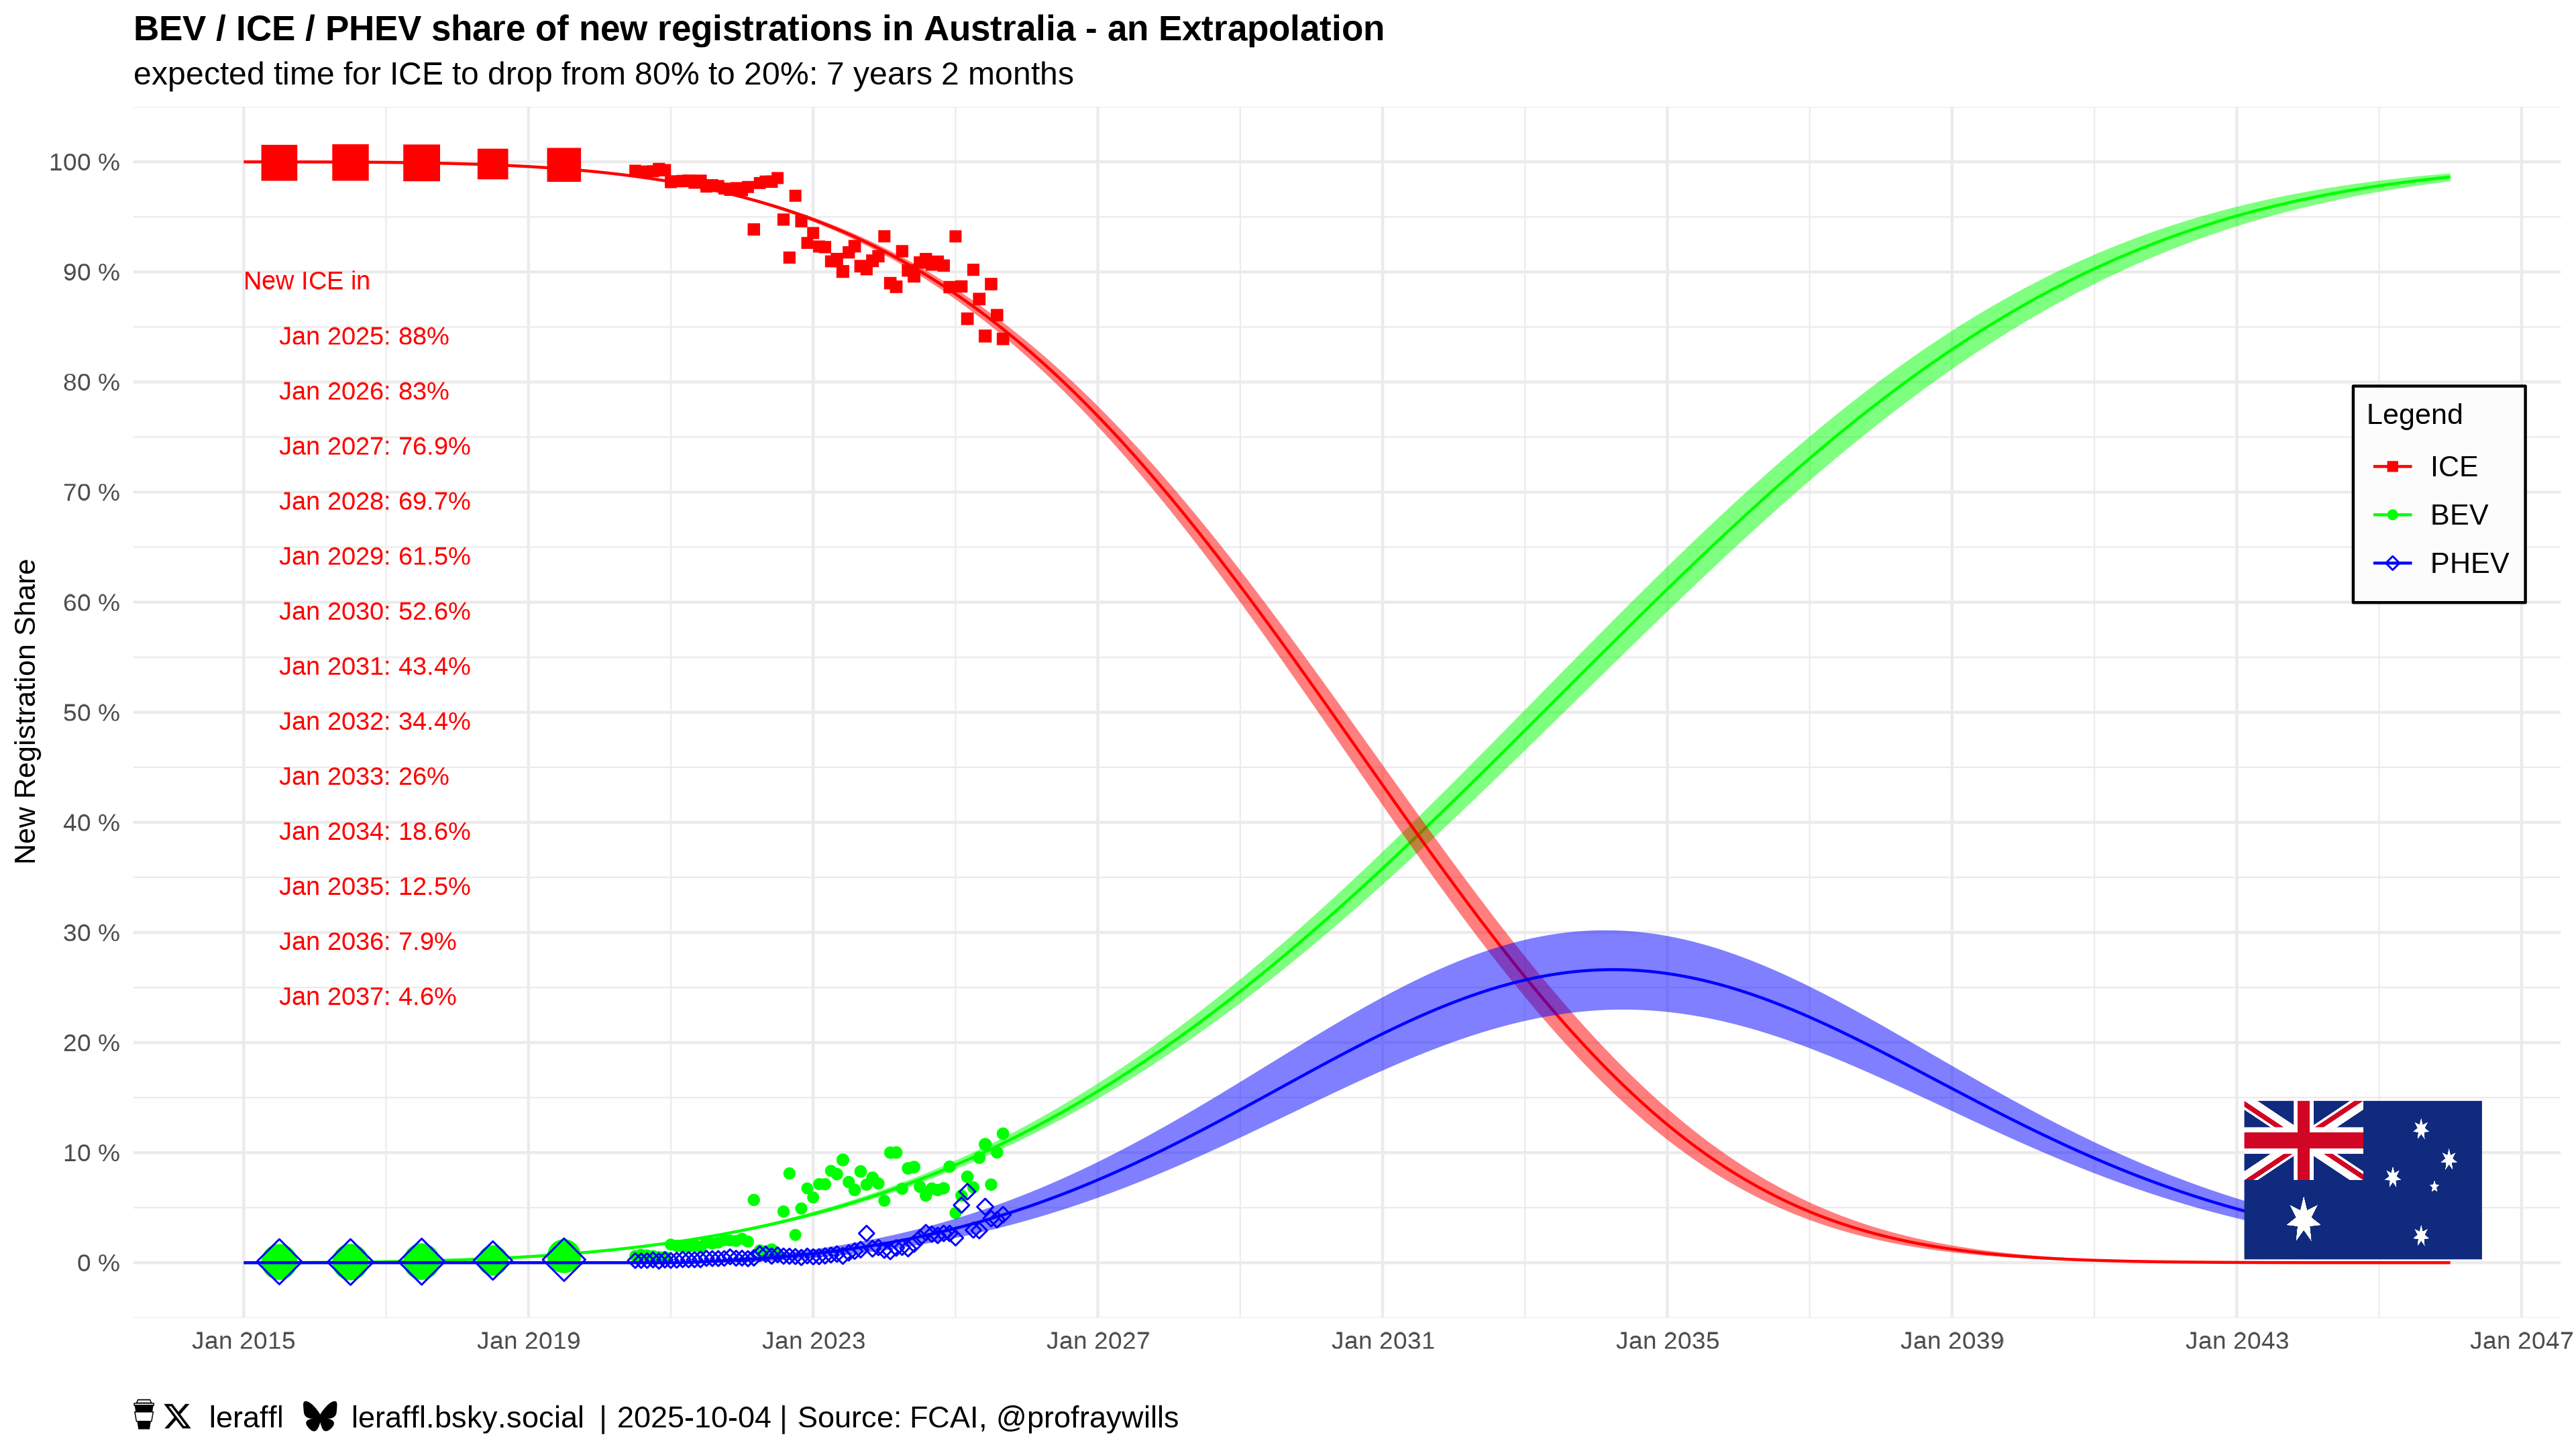 BEV / ICE / PHEV share of new registrations in Australia - an Extrapolation
expected time for ICE to drop from 80% to 20%: 7 years 2 months
New Registration Share
100 %
90 %
80 %
70 %
60 %
50 %
40 %
30 %
20 %
10 %
0 %
New ICE in
Jan 2025: 88%
Jan 2026: 83%
Jan 2027: 76.9%
Jan 2028: 69.7%
Jan 2029: 61.5%
Jan 2030: 52.6%
Jan 2031: 43.4%
Jan 2032: 34.4%
Jan 2033: 26%
Jan 2034: 18.6%
Jan 2035: 12.5%
Jan 2036: 7.9%
Jan 2037: 4.6%
Legend
ICE
BEV
PHEV
Jan 2015 Jan 2019 Jan 2023 Jan 2027 Jan 2031 Jan 2035 Jan 2039 Jan 2043 Jan 2047
leraffl leraffl.bsky.social | 2025-10-04 | Source: FCAI, @profraywills